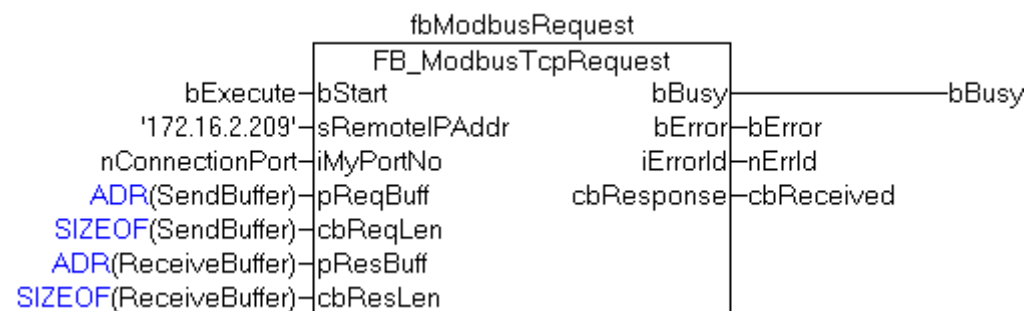 fbModbusRequest
FB_ModbusTcpRequest
bExecute bStart bBusy bBusy
'172.16.2.209' sRemoteIPAddr bError bError
nConnectionPort iMyPortNo iErrorId nErrId
ADR(SendBuffer) pReqBuff cbResponse cbReceived
SIZEOF(SendBuffer) cbReqLen
ADR(ReceiveBuffer) pResBuff
SIZEOF(ReceiveBuffer) cbResLen